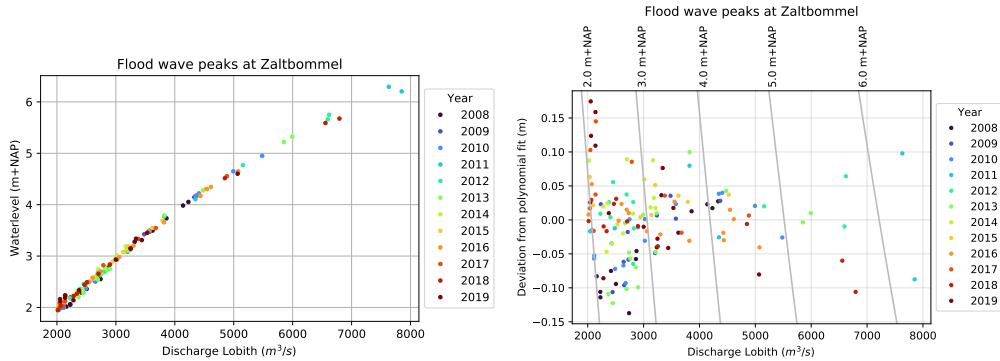 Flood wave peaks at Zaltbommel
Waterlevel (m+NAP)
6
5
4
3
2
2000 3000 4000 5000 6000 7000 8000
Discharge Lobith (m³/s)
Year
2008
2009
2010
2011
2012
2013
2014
2015
2016
2017
2018
2019
Flood wave peaks at Zaltbommel
2.0 m+NAP
3.0 m+NAP
4.0 m+NAP
5.0 m+NAP
6.0 m+NAP
Deviation from polynomial fit (m)
0.15
0.10
0.05
0.00
−0.05
−0.10
−0.15
2000 3000 4000 5000 6000 7000 8000
Discharge Lobith (m³/s)
Year
2008
2009
2010
2011
2012
2013
2014
2015
2016
2017
2018
2019